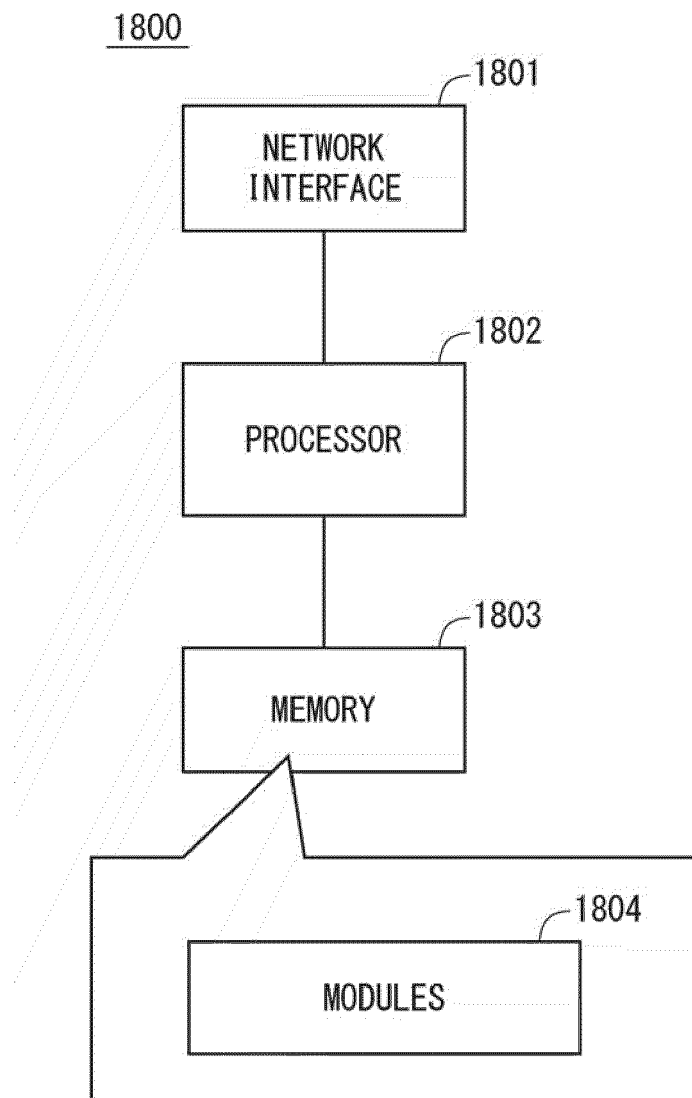 1800
1801
NETWORK
INTERFACE
1802
PROCESSOR
1803
MEMORY
1804
MODULES